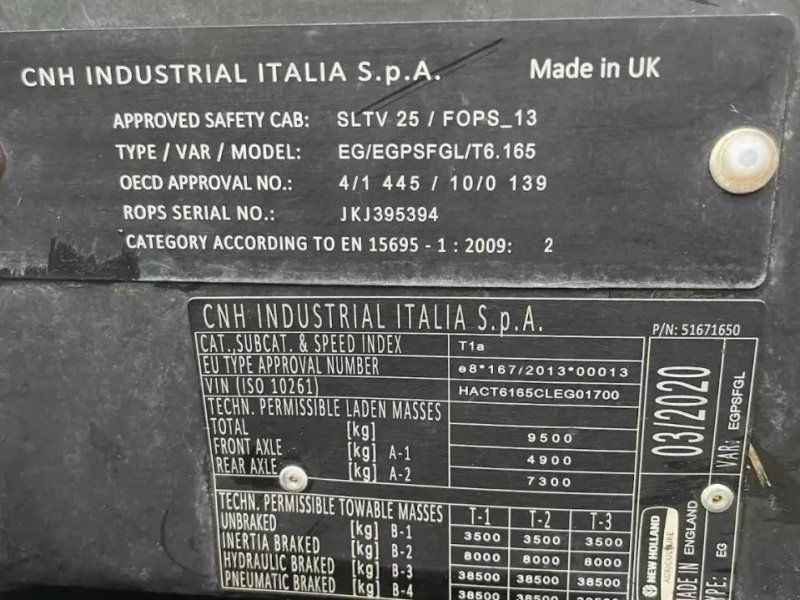 CNH INDUSTRIAL ITALIA S.p.A. Made in UK
APPROVED SAFETY CAB: SLTV 25 / FOPS_13
TYPE / VAR / MODEL: EG/EGPSFGL/T6.165
OECD APPROVAL NO.: 4/1 445 / 10/0 139
ROPS SERIAL NO.: JKJ395394
CATEGORY ACCORDING TO EN 15695 - 1 : 2009: 2
CNH INDUSTRIAL ITALIA S.p.A.
P/N: 51671650
CAT.,SUBCAT. & SPEED INDEX T1a
EU TYPE APPROVAL NUMBER e8*167/2013*00013
VIN (ISO 10261) HACT6165CLEG01700
TECHN. PERMISSIBLE LADEN MASSES
TOTAL [kg] 9500
FRONT AXLE [kg] A-1 4900
REAR AXLE [kg] A-2 7300
TECHN. PERMISSIBLE TOWABLE MASSES T-1 T-2 T-3
UNBRAKED [kg] B-1 3500 3500 3500
INERTIA BRAKED [kg] B-2 8000 8000 8000
HYDRAULIC BRAKED [kg] B-3 38500 38500 38500
PNEUMATIC BRAKED [kg] B-4 38500 38500 38500
03/2020
VAR: EGPSFGL
NEW HOLLAND
AGRICULTURE
MADE IN ENGLAND
TYPE: EG